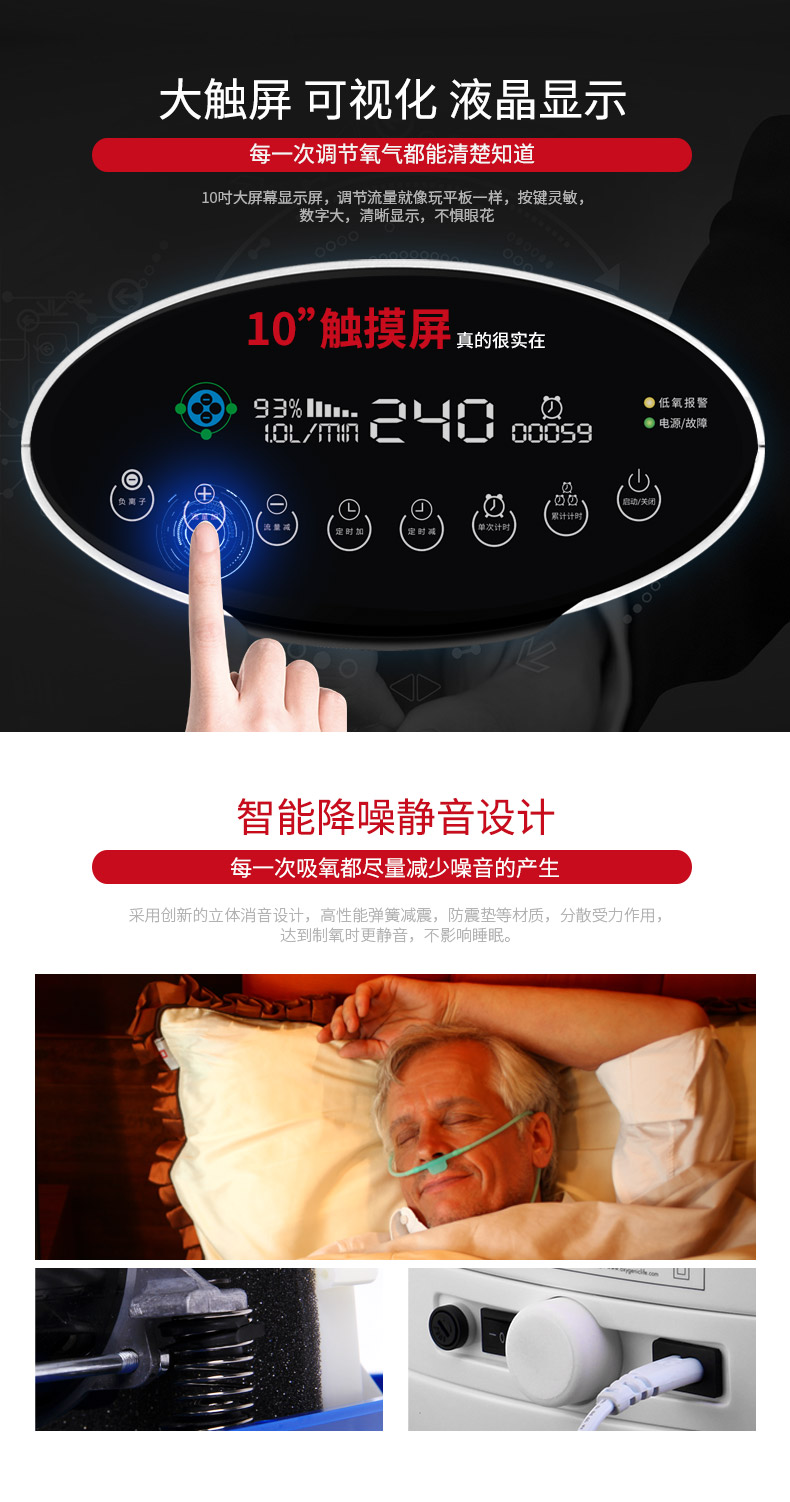 大触屏 可视化 液晶显示
每一次调节氧气都能清楚知道
10吋大屏幕显示屏，调节流量就像玩平板一样，按键灵敏，
数字大，清晰显示，不惧眼花
10”触摸屏 真的很实在
93%
1.0L/min
240
00059
低氧报警
电源/故障
负离子
流量减
定时加
定时减
单次计时
累计计时
启动/关闭
智能降噪静音设计
每一次吸氧都尽量减少噪音的产生
采用创新的立体消音设计，高性能弹簧减震，防震垫等材质，分散受力作用，
达到制氧时更静音，不影响睡眠。